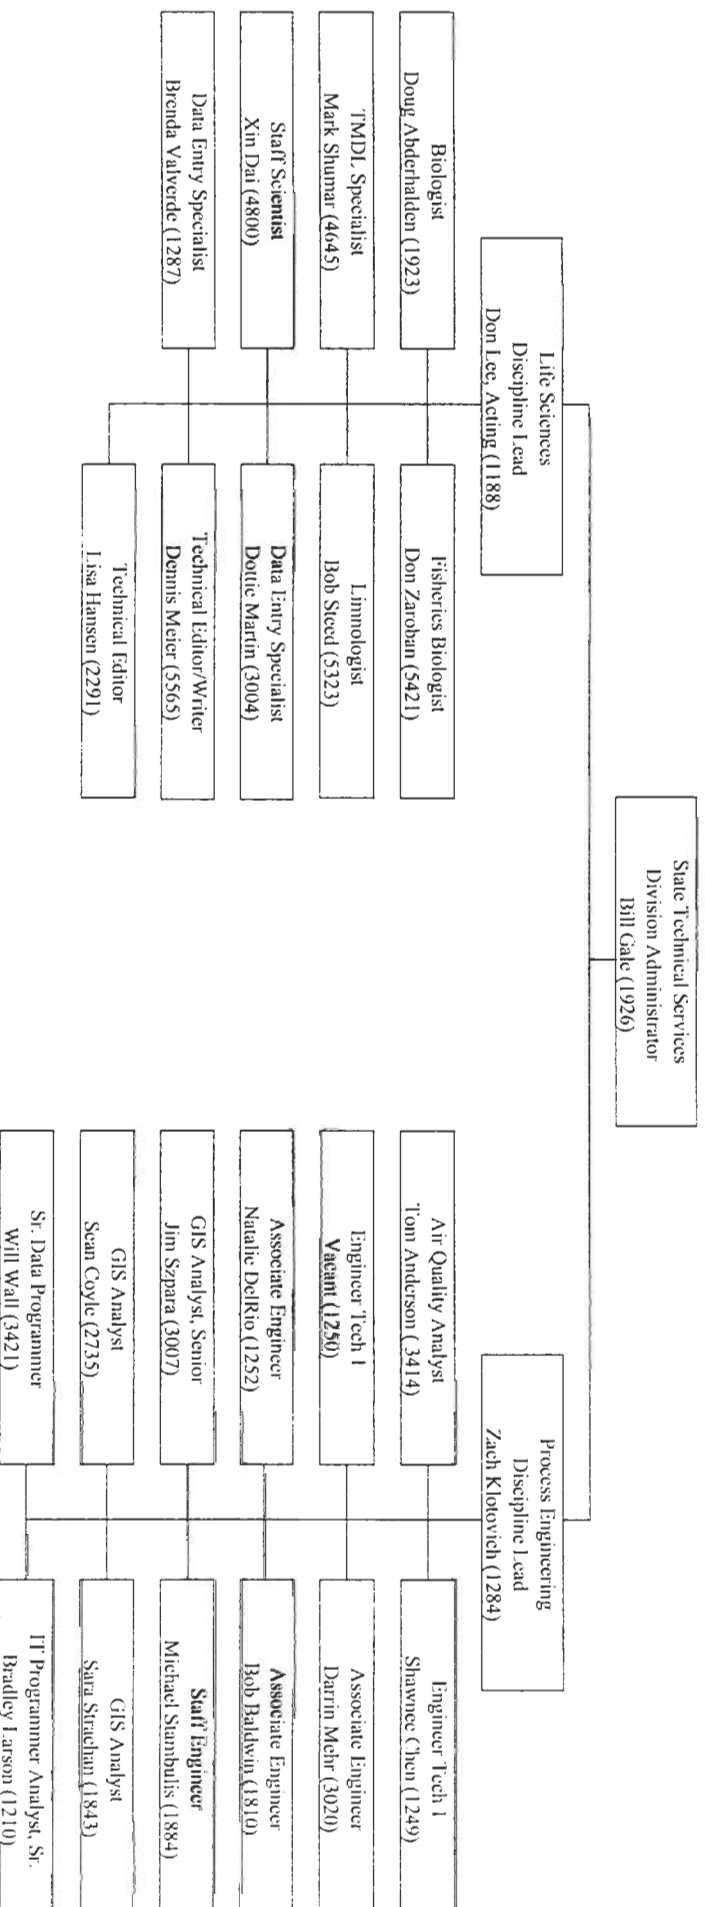 State Technical Services
Division Administrator
Bill Gale (1926)
Life Sciences
Discipline Lead
Don Lee, Acting (1188)
Biologist
Doug Abderhalden (1923)
Fisheries Biologist
Don Zaroban (5421)
TMDL Specialist
Mark Shumar (4645)
Limnologist
Bob Steed (5323)
Staff Scientist
Xin Dai (4800)
Data Entry Specialist
Dottie Martin (3004)
Data Entry Specialist
Brenda Valverde (1287)
Technical Editor/Writer
Dennis Meier (5565)
Technical Editor
Lisa Hansen (2291)
Process Engineering
Discipline Lead
Zach Klotovich (1284)
Air Quality Analyst
Tom Anderson ( 3414)
Engineer Tech 1
Shawnee Chen (1249)
Engineer Tech 1
Vacant (1250)
Associate Engineer
Darrin Mehr (3020)
Associate Engineer
Natalie DelRio (1252)
Associate Engineer
Bob Baldwin (1810)
GIS Analyst, Senior
Jim Szpara (3007)
Staff Engineer
Michael Stambulis (1884)
GIS Analyst
Sean Coyle (2735)
GIS Analyst
Sara Strachan (1843)
Sr. Data Programmer
Will Wall (3421)
IT Programmer Analyst, Sr.
Bradley Larson (1210)